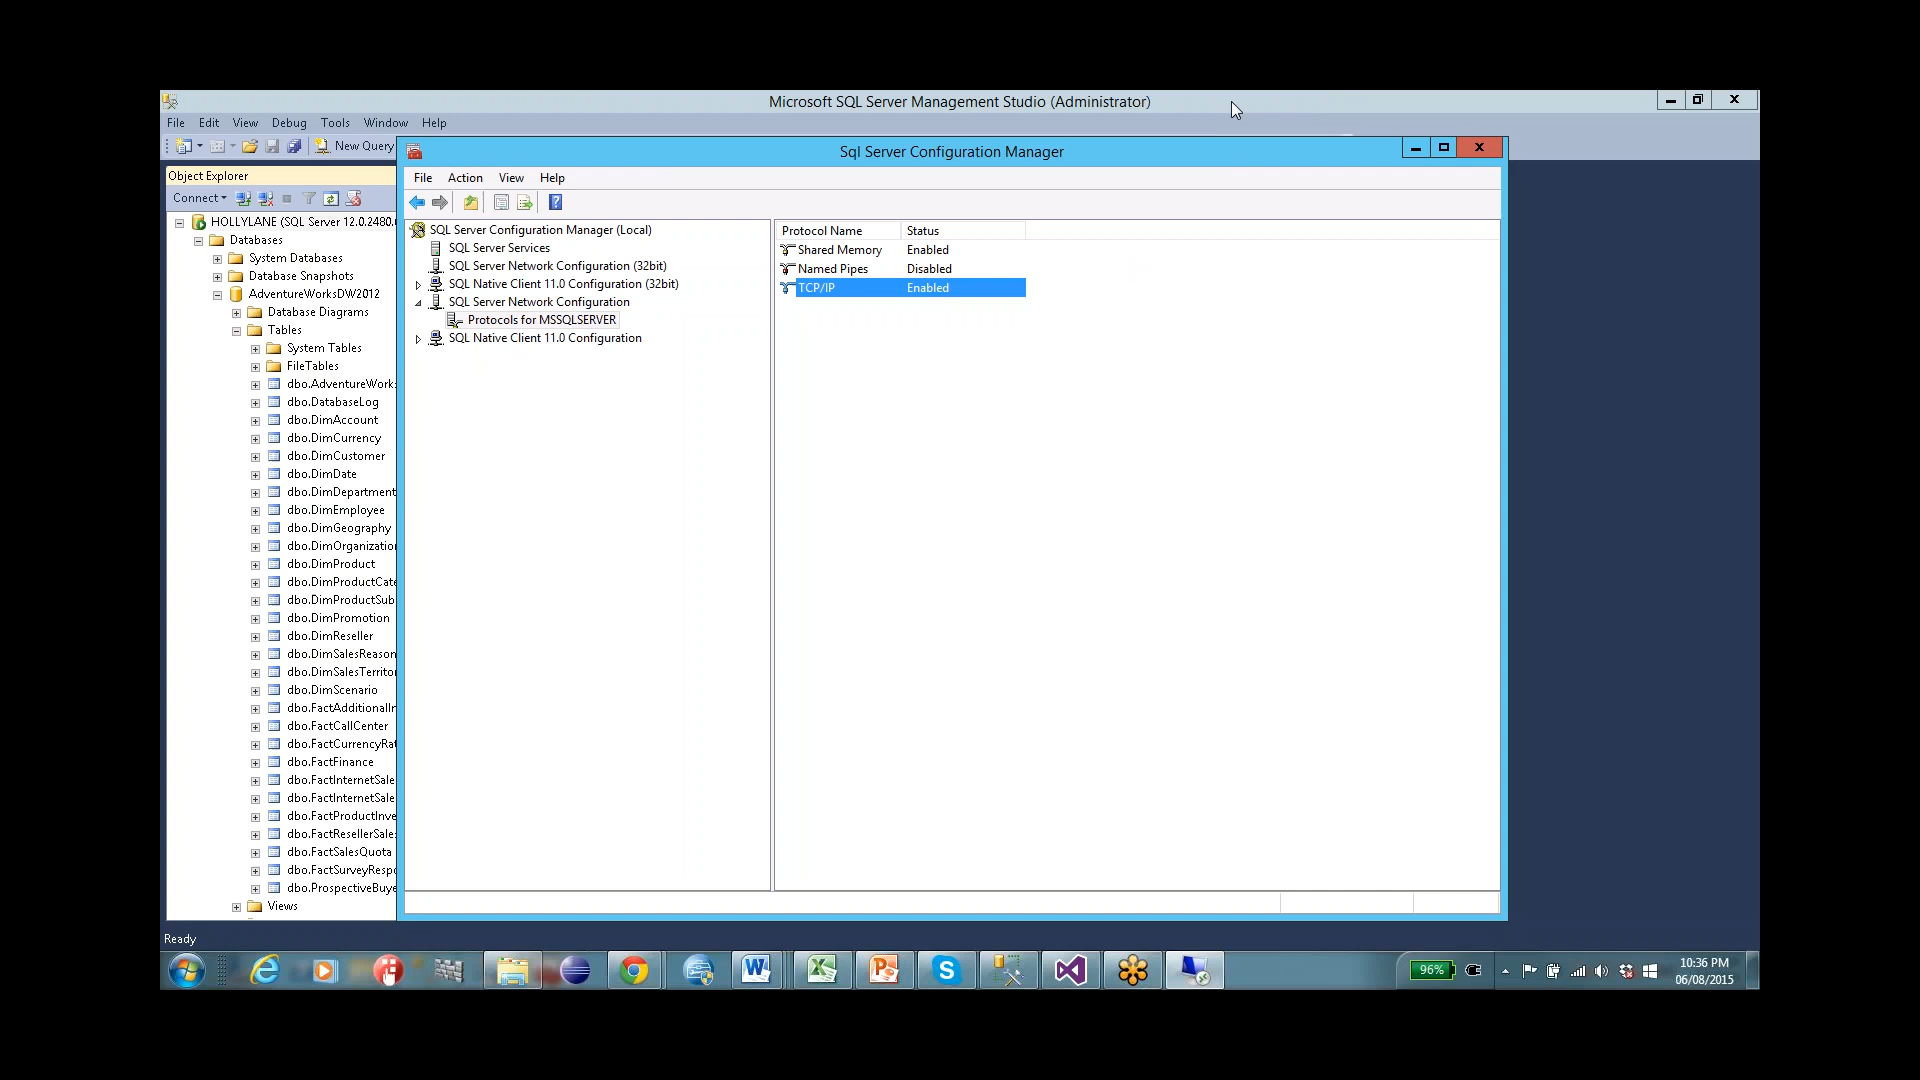 Microsoft SQL Server Management Studio (Administrator)
File Edit View Debug Tools Window Help
New Query
Object Explorer
Connect
HOLLYLANE (SQL Server 12.0.2480.
Databases
System Databases
Database Snapshots
AdventureWorksDW2012
Database Diagrams
Tables
System Tables
FileTables
dbo.AdventureWork
dbo.DatabaseLog
dbo.DimAccount
dbo.DimCurrency
dbo.DimCustomer
dbo.DimDate
dbo.DimDepartment
dbo.DimEmployee
dbo.DimGeography
dbo.DimOrganizatio
dbo.DimProduct
dbo.DimProductCate
dbo.DimProductSub
dbo.DimPromotion
dbo.DimReseller
dbo.DimSalesReason
dbo.DimSalesTerrito
dbo.DimScenario
dbo.FactAdditionalIn
dbo.FactCallCenter
dbo.FactCurrencyRat
dbo.FactFinance
dbo.FactInternetSale
dbo.FactInternetSale
dbo.FactProductInve
dbo.FactResellerSale
dbo.FactSalesQuota
dbo.FactSurveyRespo
dbo.ProspectiveBuye
Views
Sql Server Configuration Manager
File Action View Help
SQL Server Configuration Manager (Local)
SQL Server Services
SQL Server Network Configuration (32bit)
SQL Native Client 11.0 Configuration (32bit)
SQL Server Network Configuration
Protocols for MSSQLSERVER
SQL Native Client 11.0 Configuration
Protocol Name Status
Shared Memory Enabled
Named Pipes Disabled
TCP/IP Enabled
Ready
96%
10:36 PM
06/08/2015